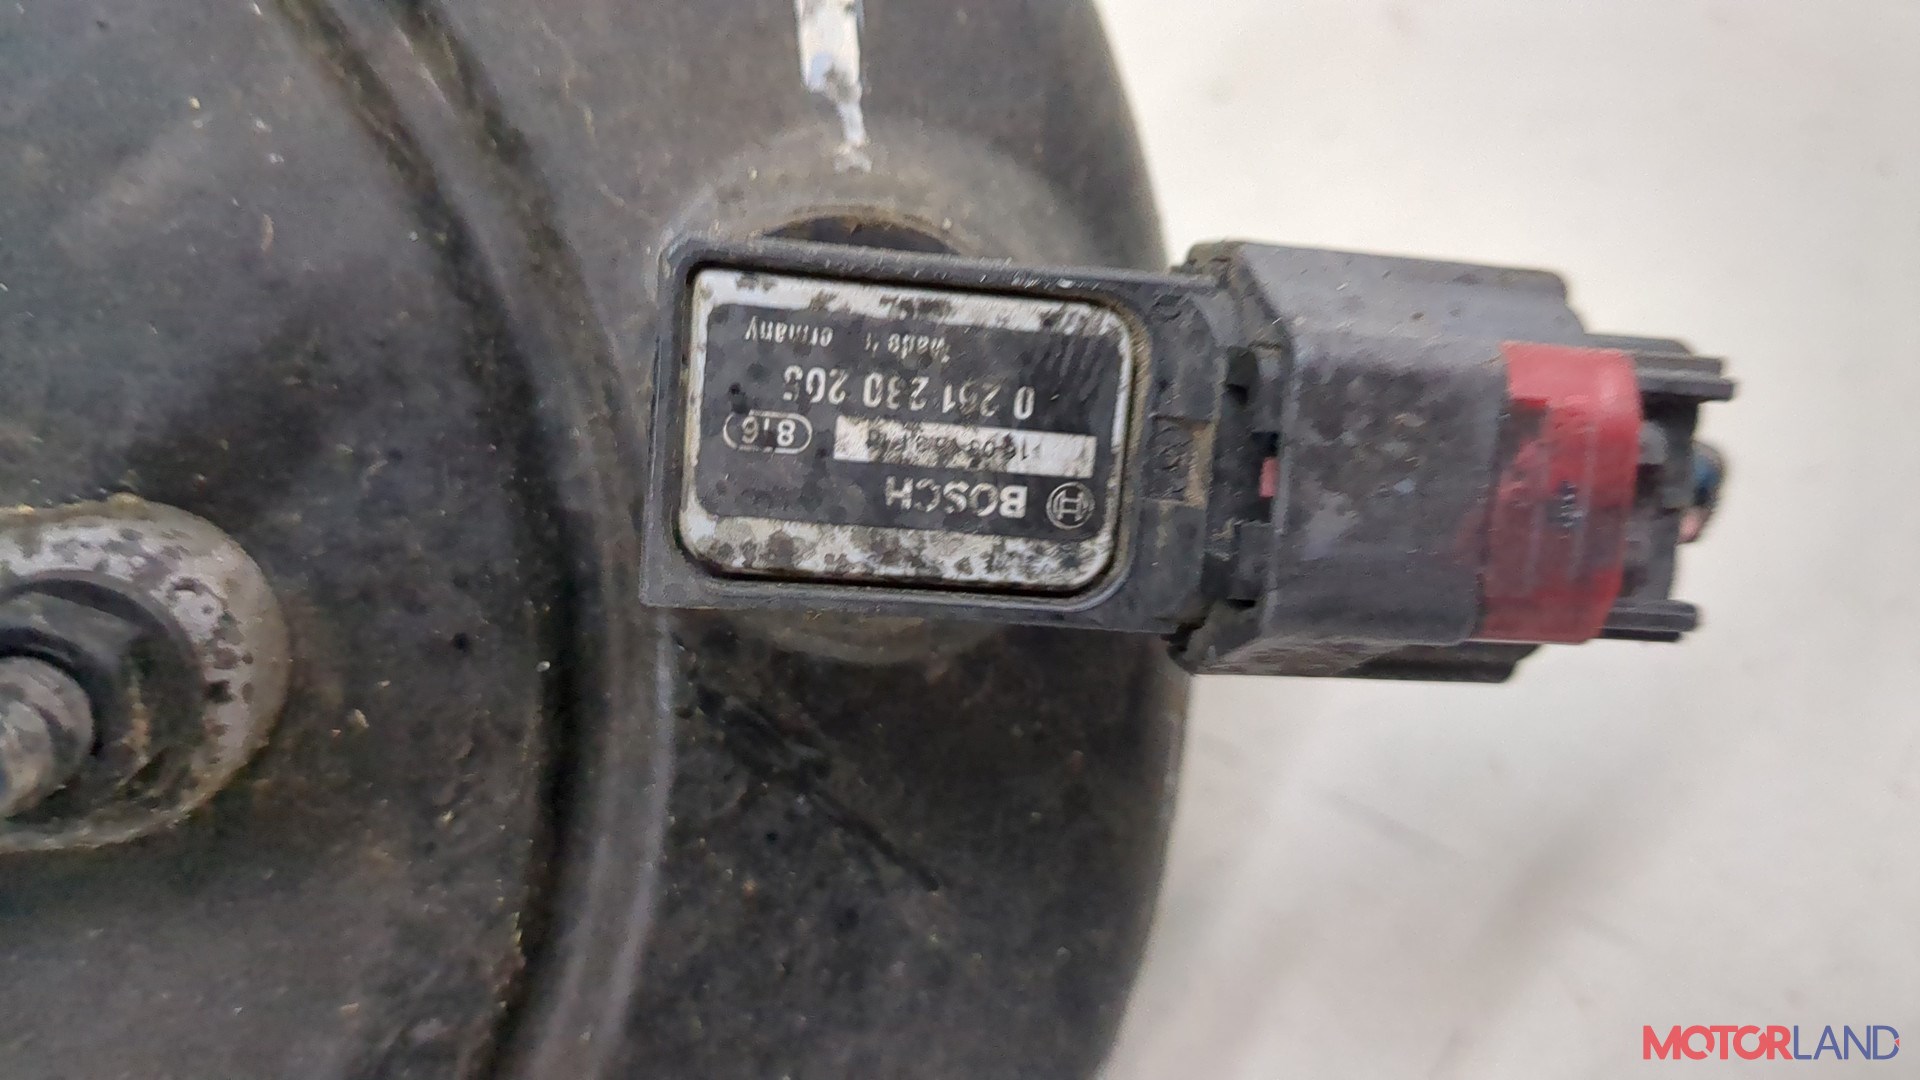 BOSCH
8.6
0 261 230 205
Made in Germany
MOTORLAND